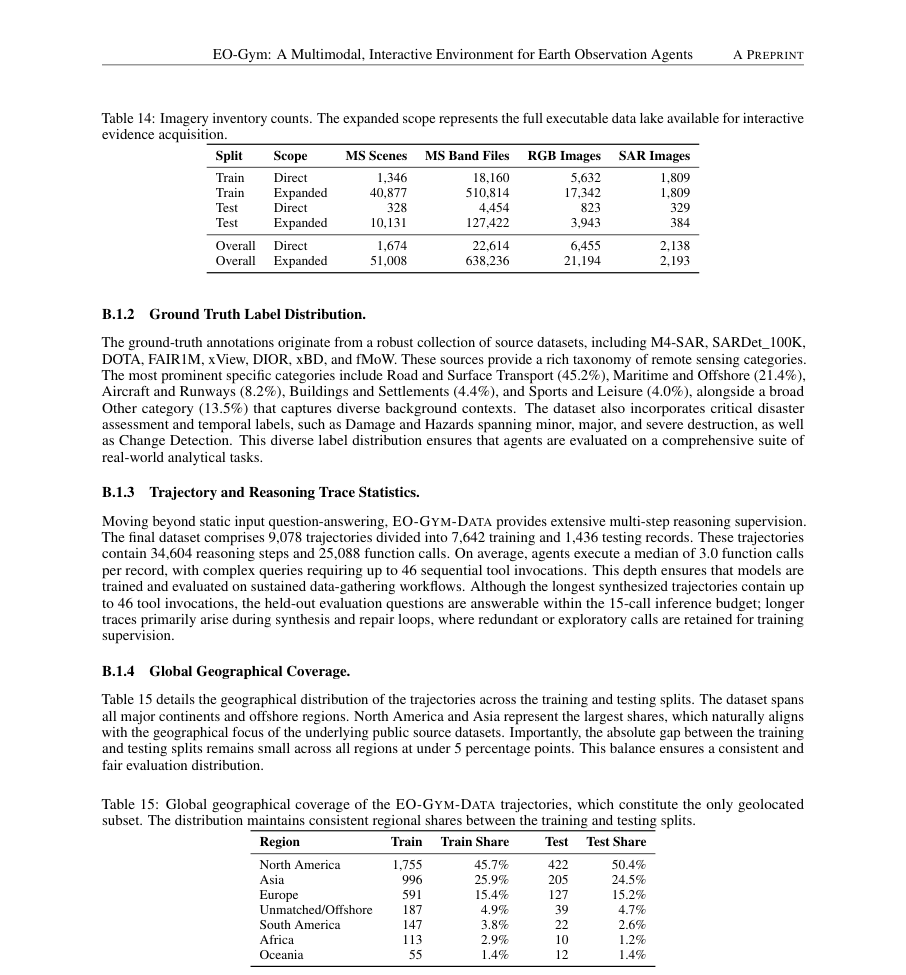 EO-Gym: A Multimodal, Interactive Environment for Earth Observation Agents A PREPRINT
Table 14: Imagery inventory counts. The expanded scope represents the full executable data lake available for interactive
evidence acquisition.
Split Scope MS Scenes MS Band Files RGB Images SAR Images
Train Direct 1,346 18,160 5,632 1,809
Train Expanded 40,877 510,814 17,342 1,809
Test Direct 328 4,454 823 329
Test Expanded 10,131 127,422 3,943 384
Overall Direct 1,674 22,614 6,455 2,138
Overall Expanded 51,008 638,236 21,194 2,193
B.1.2 Ground Truth Label Distribution.
The ground-truth annotations originate from a robust collection of source datasets, including M4-SAR, SARDet_100K,
DOTA, FAIR1M, xView, DIOR, xBD, and fMoW. These sources provide a rich taxonomy of remote sensing categories.
The most prominent specific categories include Road and Surface Transport (45.2%), Maritime and Offshore (21.4%),
Aircraft and Runways (8.2%), Buildings and Settlements (4.4%), and Sports and Leisure (4.0%), alongside a broad
Other category (13.5%) that captures diverse background contexts. The dataset also incorporates critical disaster
assessment and temporal labels, such as Damage and Hazards spanning minor, major, and severe destruction, as well
as Change Detection. This diverse label distribution ensures that agents are evaluated on a comprehensive suite of
real-world analytical tasks.
B.1.3 Trajectory and Reasoning Trace Statistics.
Moving beyond static input question-answering, EO-GYM-DATA provides extensive multi-step reasoning supervision.
The final dataset comprises 9,078 trajectories divided into 7,642 training and 1,436 testing records. These trajectories
contain 34,604 reasoning steps and 25,088 function calls. On average, agents execute a median of 3.0 function calls
per record, with complex queries requiring up to 46 sequential tool invocations. This depth ensures that models are
trained and evaluated on sustained data-gathering workflows. Although the longest synthesized trajectories contain up
to 46 tool invocations, the held-out evaluation questions are answerable within the 15-call inference budget; longer
traces primarily arise during synthesis and repair loops, where redundant or exploratory calls are retained for training
supervision.
B.1.4 Global Geographical Coverage.
Table 15 details the geographical distribution of the trajectories across the training and testing splits. The dataset spans
all major continents and offshore regions. North America and Asia represent the largest shares, which naturally aligns
with the geographical focus of the underlying public source datasets. Importantly, the absolute gap between the training
and testing splits remains small across all regions at under 5 percentage points. This balance ensures a consistent and
fair evaluation distribution.
Table 15: Global geographical coverage of the EO-GYM-DATA trajectories, which constitute the only geolocated
subset. The distribution maintains consistent regional shares between the training and testing splits.
Region Train Train Share Test Test Share
North America 1,755 45.7% 422 50.4%
Asia 996 25.9% 205 24.5%
Europe 591 15.4% 127 15.2%
Unmatched/Offshore 187 4.9% 39 4.7%
South America 147 3.8% 22 2.6%
Africa 113 2.9% 10 1.2%
Oceania 55 1.4% 12 1.4%